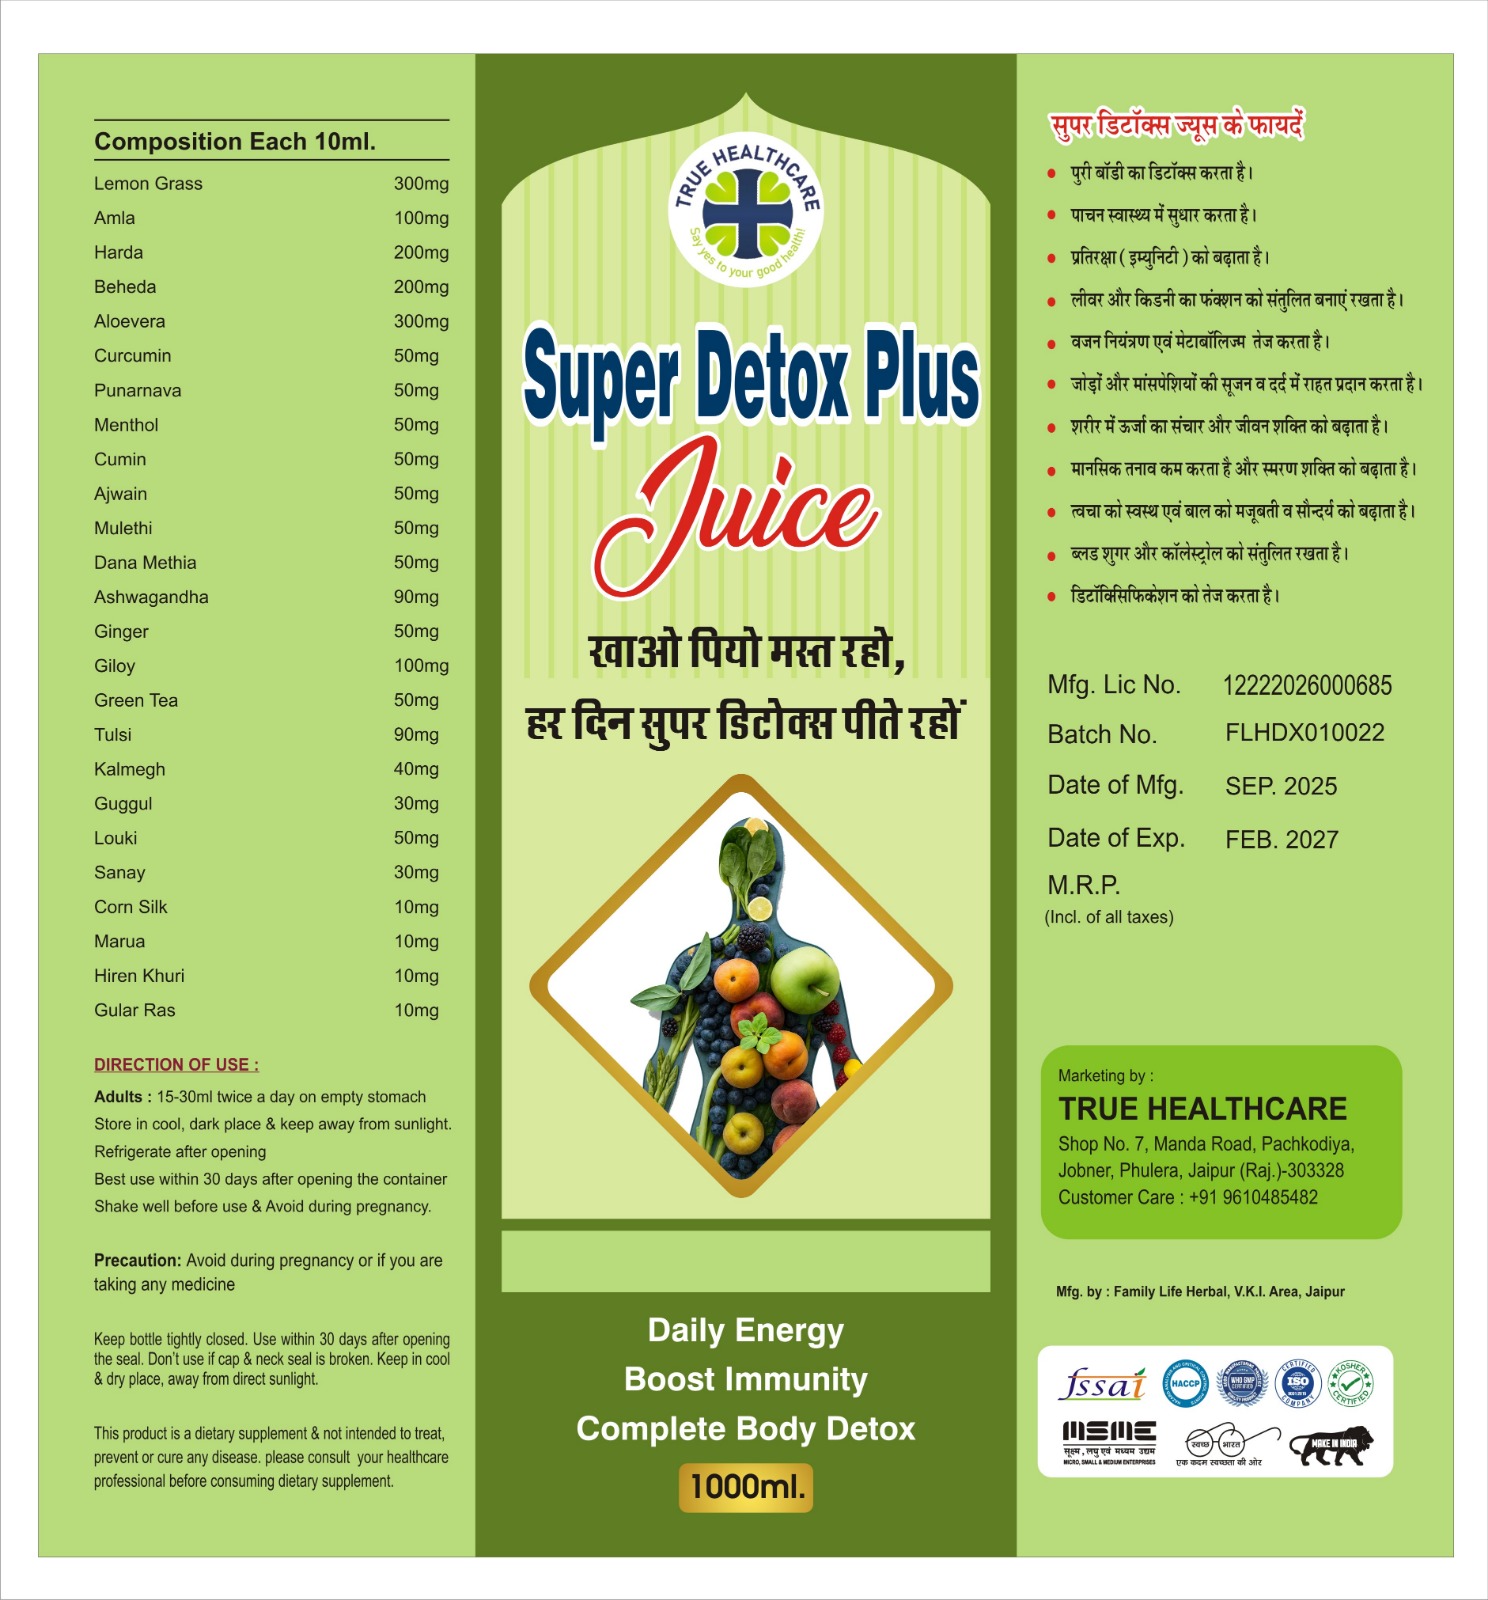 Composition Each 10ml.
Lemon Grass 300mg
Amla 100mg
Harda 200mg
Beheda 200mg
Aloevera 300mg
Curcumin 50mg
Punarnava 50mg
Menthol 50mg
Cumin 50mg
Ajwain 50mg
Mulethi 50mg
Dana Methia 50mg
Ashwagandha 90mg
Ginger 50mg
Giloy 100mg
Green Tea 50mg
Tulsi 90mg
Kalmegh 40mg
Guggul 30mg
Louki 50mg
Sanay 30mg
Corn Silk 10mg
Marua 10mg
Hiren Khuri 10mg
Gular Ras 10mg
DIRECTION OF USE :
Adults : 15-30ml twice a day on empty stomach
Store in cool, dark place & keep away from sunlight.
Refrigerate after opening
Best use within 30 days after opening the container
Shake well before use & Avoid during pregnancy.
Precaution: Avoid during pregnancy or if you are
taking any medicine
Keep bottle tightly closed. Use within 30 days after opening
the seal. Don't use if cap & neck seal is broken. Keep in cool
& dry place, away from direct sunlight.
This product is a dietary supplement & not intended to treat,
prevent or cure any disease. please consult your healthcare
professional before consuming dietary supplement.
TRUE HEALTHCARE
Say yes to your good health!
Super Detox Plus
Juice
खाओ पियो मस्त रहो,
हर दिन सुपर डिटोक्स पीते रहों
Daily Energy
Boost Immunity
Complete Body Detox
1000ml.
सुपर डिटॉक्स ज्यूस के फायदें
पुरी बॉडी का डिटॉक्स करता है।
पाचन स्वास्थ्य में सुधार करता है।
प्रतिरक्षा ( इम्युनिटी ) को बढ़ाता है।
लीवर और किडनी का फंक्शन को संतुलित बनाएं रखता है।
वजन नियंत्रण एवं मेटाबॉलिज्म तेज करता है।
जोड़ों और मांसपेशियों की सूजन व दर्द में राहत प्रदान करता है।
शरीर में ऊर्जा का संचार और जीवन शक्ति को बढ़ाता है।
मानसिक तनाव कम करता है और स्मरण शक्ति को बढ़ाता है।
त्वचा को स्वस्थ एवं बाल को मजूबती व सौन्दर्य को बढ़ाता है।
ब्लड शुगर और कॉलेस्ट्रोल को संतुलित रखता है।
डिटॉक्सिफिकेशन को तेज करता है।
Mfg. Lic No. 12222026000685
Batch No. FLHDX010022
Date of Mfg. SEP. 2025
Date of Exp. FEB. 2027
M.R.P.
(Incl. of all taxes)
Marketing by :
TRUE HEALTHCARE
Shop No. 7, Manda Road, Pachkodiya,
Jobner, Phulera, Jaipur (Raj.)-303328
Customer Care : +91 9610485482
Mfg. by : Family Life Herbal, V.K.I. Area, Jaipur
fssai
HACCP
WHO GMP
CERTIFIED
CERTIFIED
ISO
COMPANY
KOSHER
CERTIFIED
MSME
सूक्ष्म, लघु एवं मध्यम उद्यम
MICRO, SMALL & MEDIUM ENTERPRISES
स्वच्छ भारत
एक कदम स्वच्छता की ओर
MAKE IN INDIA